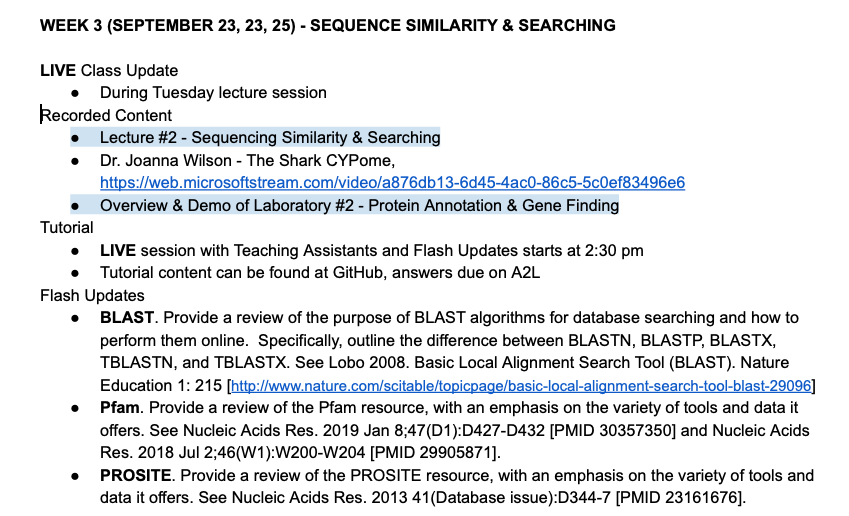 WEEK 3 (SEPTEMBER 23, 23, 25) - SEQUENCE SIMILARITY & SEARCHING
LIVE Class Update
● During Tuesday lecture session
Recorded Content
● Lecture #2 - Sequencing Similarity & Searching
● Dr. Joanna Wilson - The Shark CYPome,
https://web.microsoftstream.com/video/a876db13-6d45-4ac0-86c5-5c0ef83496e6
● Overview & Demo of Laboratory #2 - Protein Annotation & Gene Finding
Tutorial
● LIVE session with Teaching Assistants and Flash Updates starts at 2:30 pm
● Tutorial content can be found at GitHub, answers due on A2L
Flash Updates
● BLAST. Provide a review of the purpose of BLAST algorithms for database searching and how to
perform them online.  Specifically, outline the difference between BLASTN, BLASTP, BLASTX,
TBLASTN, and TBLASTX. See Lobo 2008. Basic Local Alignment Search Tool (BLAST). Nature
Education 1: 215 [http://www.nature.com/scitable/topicpage/basic-local-alignment-search-tool-blast-29096]
● Pfam. Provide a review of the Pfam resource, with an emphasis on the variety of tools and data it
offers. See Nucleic Acids Res. 2019 Jan 8;47(D1):D427-D432 [PMID 30357350] and Nucleic Acids
Res. 2018 Jul 2;46(W1):W200-W204 [PMID 29905871].
● PROSITE. Provide a review of the PROSITE resource, with an emphasis on the variety of tools and
data it offers. See Nucleic Acids Res. 2013 41(Database issue):D344-7 [PMID 23161676].